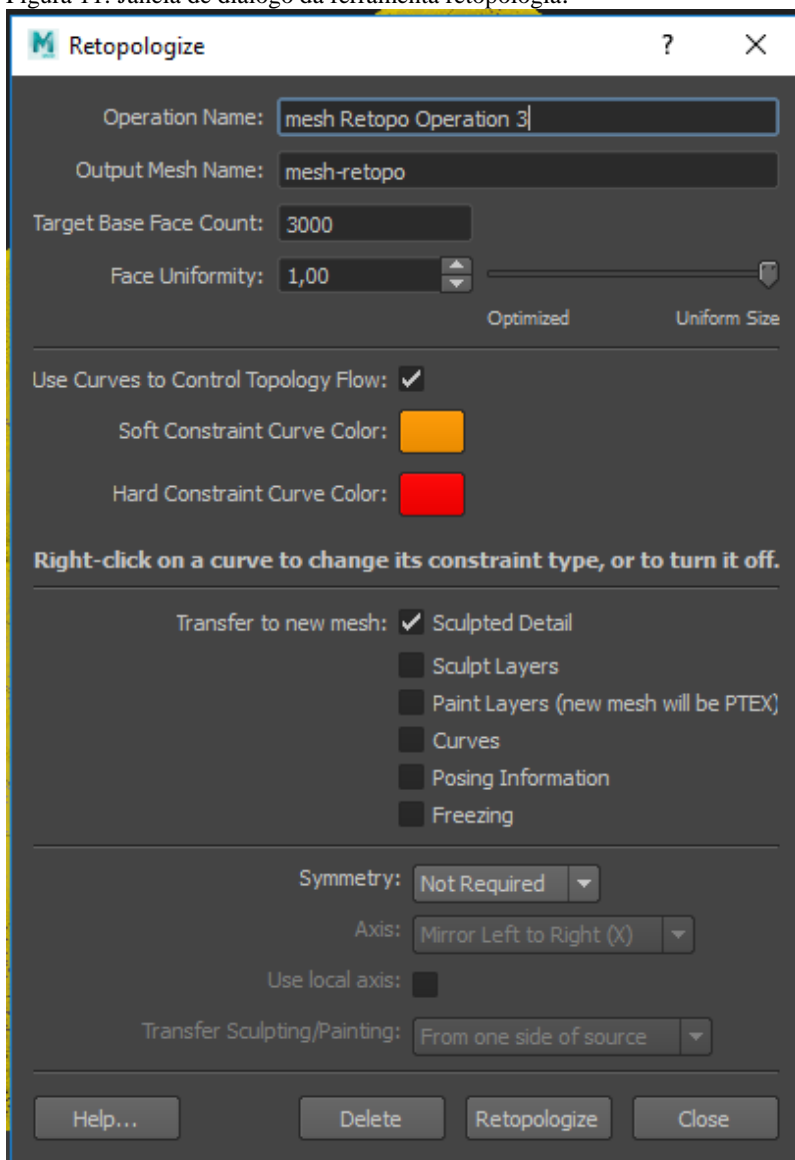 Figura 11: Janela de diálogo da ferramenta retopologia.
Retopologize ?
Operation Name: mesh Retopo Operation 3
Output Mesh Name: mesh-retopo
Target Base Face Count: 3000
Face Uniformity: 1,00
Optimized Uniform Size
Use Curves to Control Topology Flow:
Soft Constraint Curve Color:
Hard Constraint Curve Color:
Right-click on a curve to change its constraint type, or to turn it off.
Transfer to new mesh: Sculpted Detail
Sculpt Layers
Paint Layers (new mesh will be PTEX)
Curves
Posing Information
Freezing
Symmetry: Not Required
Axis: Mirror Left to Right (X)
Use local axis:
Transfer Sculpting/Painting: From one side of source
Help... Delete Retopologize Close